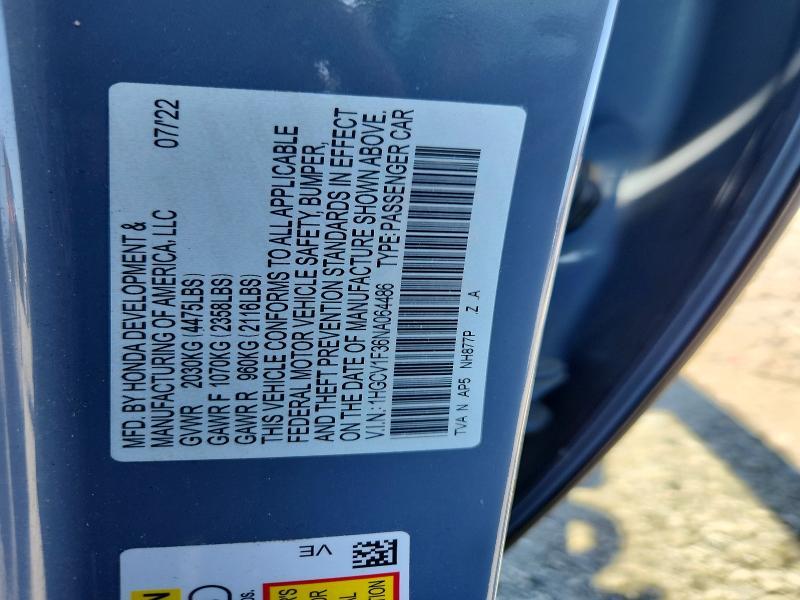 MFD. BY HONDA DEVELOPMENT &
MANUFACTURING OF AMERICA, LLC 07/'22
GVWR 2030KG (4475LBS)
GAWR F 1070KG (2358LBS)
GAWR R 960KG (2116LBS)
THIS VEHICLE CONFORMS TO ALL APPLICABLE
FEDERAL MOTOR VEHICLE SAFETY, BUMPER,
AND THEFT PREVENTION STANDARDS IN EFFECT
ON THE DATE OF MANUFACTURE SHOWN ABOVE.
V.I.N.: 1HGCV1F36NA064486 TYPE: PASSENGER CAR
TVA N AP5 NH877P Z A
VE